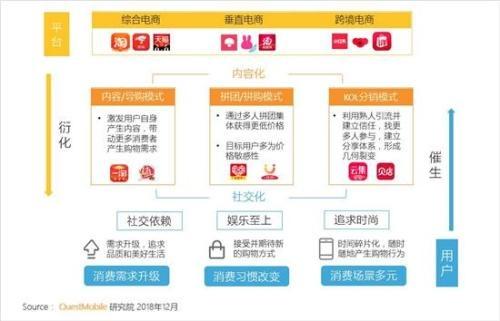 平台
综合电商
垂直电商
跨境电商
内容化
衍化
催生
内容/导购模式
激发用户自身
产生内容，带
动更多消费者
产生购物需求
拼团/拼购模式
通过多人拼团集
体获得更低价格
目标用户多为价
格敏感性
KOL分销模式
利用熟人引流并
建立信任，找更
多人参与，建立
分享体系，形成
几何裂变
淘
天猫
云集
贝店
社交化
社交依赖
娱乐至上
追求时尚
需求升级，追求
品质和美好生活
接受并期待新
的购物方式
时间碎片化，随时
随地产生购物行为
消费需求升级
消费习惯改变
消费场景多元
用户
Source： QuestMobile 研究院 2018年12月